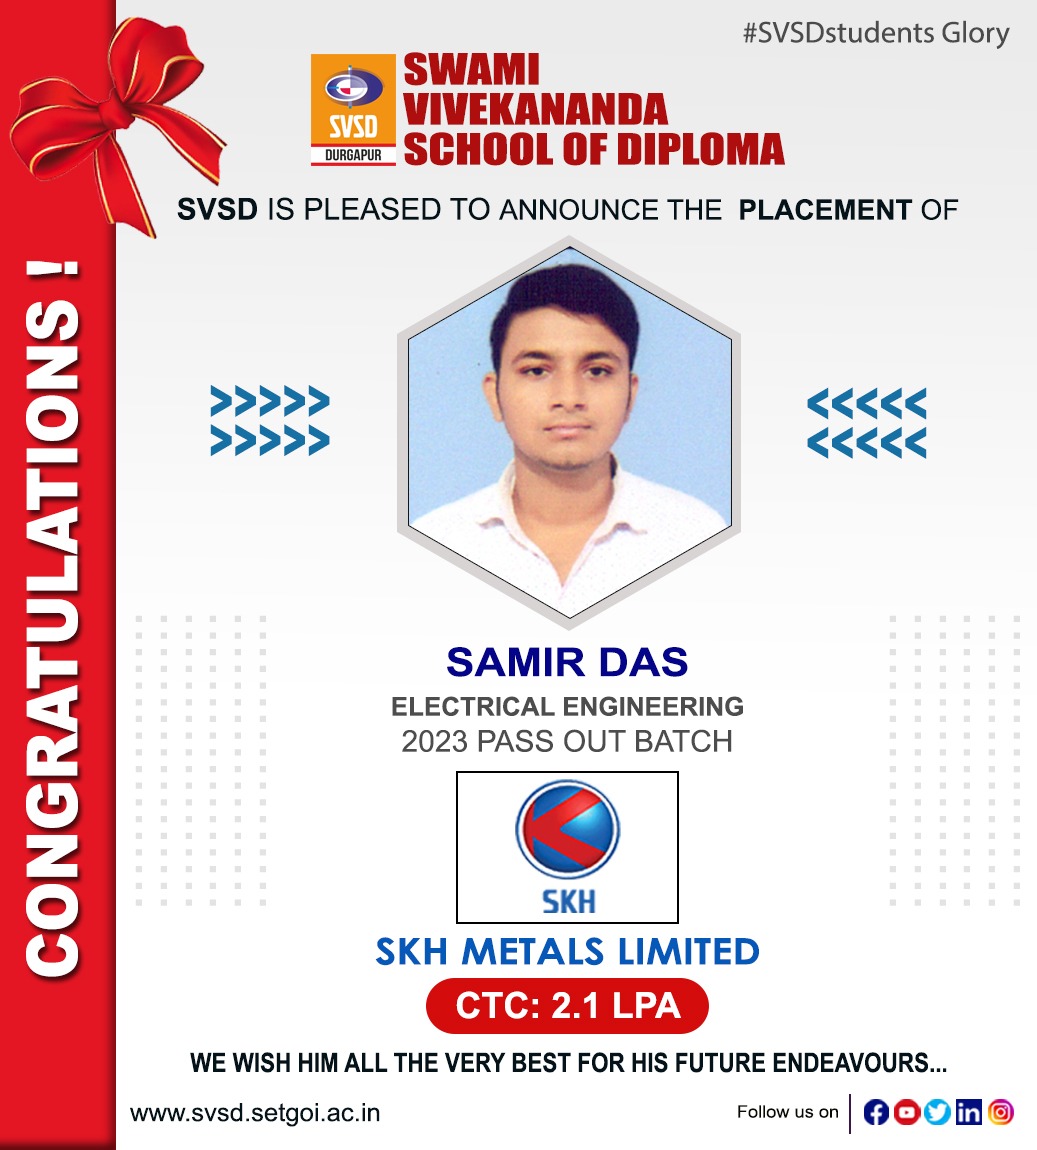 #SVSDstudents Glory
SVSD
DURGAPUR
SWAMI
VIVEKANANDA
SCHOOL OF DIPLOMA
SVSD IS PLEASED TO ANNOUNCE THE PLACEMENT OF
CONGRATULATIONS !
SAMIR DAS
ELECTRICAL ENGINEERING
2023 PASS OUT BATCH
SKH
SKH METALS LIMITED
CTC: 2.1 LPA
WE WISH HIM ALL THE VERY BEST FOR HIS FUTURE ENDEAVOURS...
www.svsd.setgoi.ac.in
Follow us on